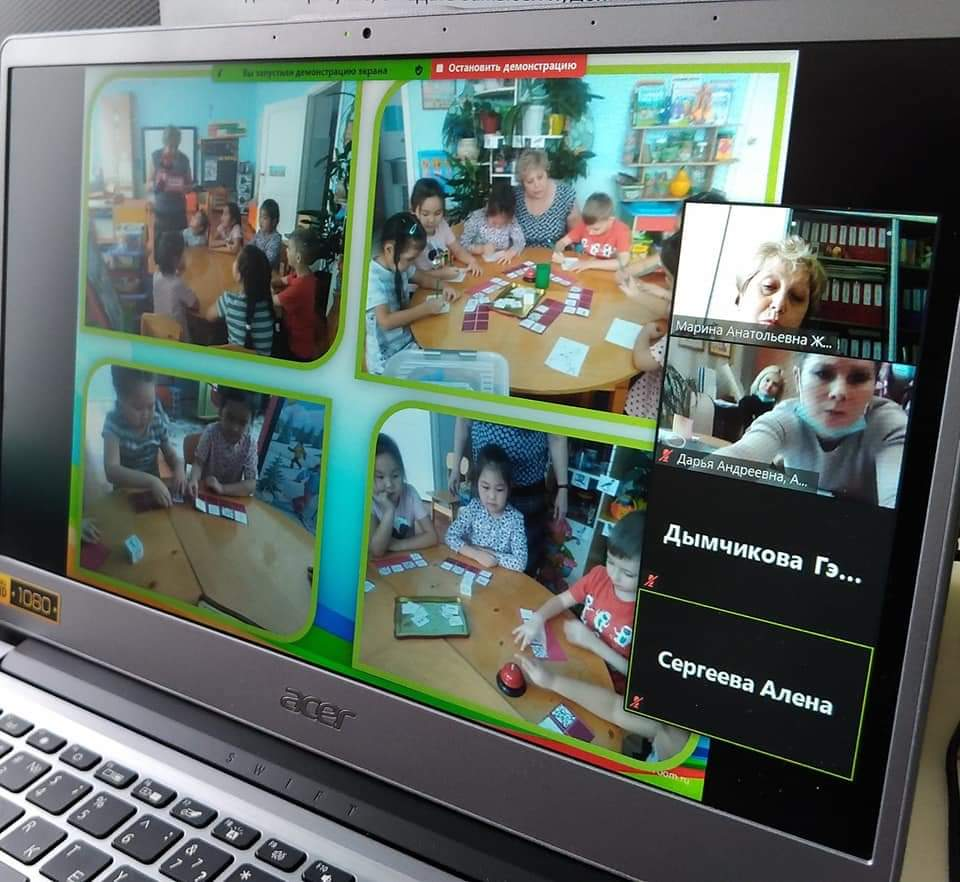 Вы запустили демонстрацию экрана
Остановить демонстрацию
Марина Анатольевна Ж...
Дарья Андреевна, А...
Дымчикова Гэ...
Сергеева Алена
1080
acer
SWIFT